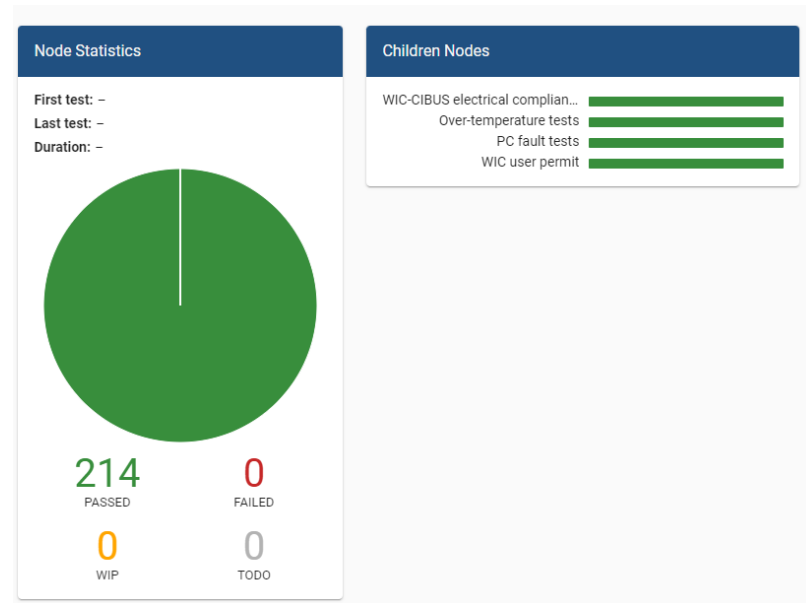 Node Statistics
First test: –
Last test: –
Duration: –
214
PASSED
0
FAILED
0
WIP
0
TODO
Children Nodes
WIC-CIBUS electrical complian...
Over-temperature tests
PC fault tests
WIC user permit